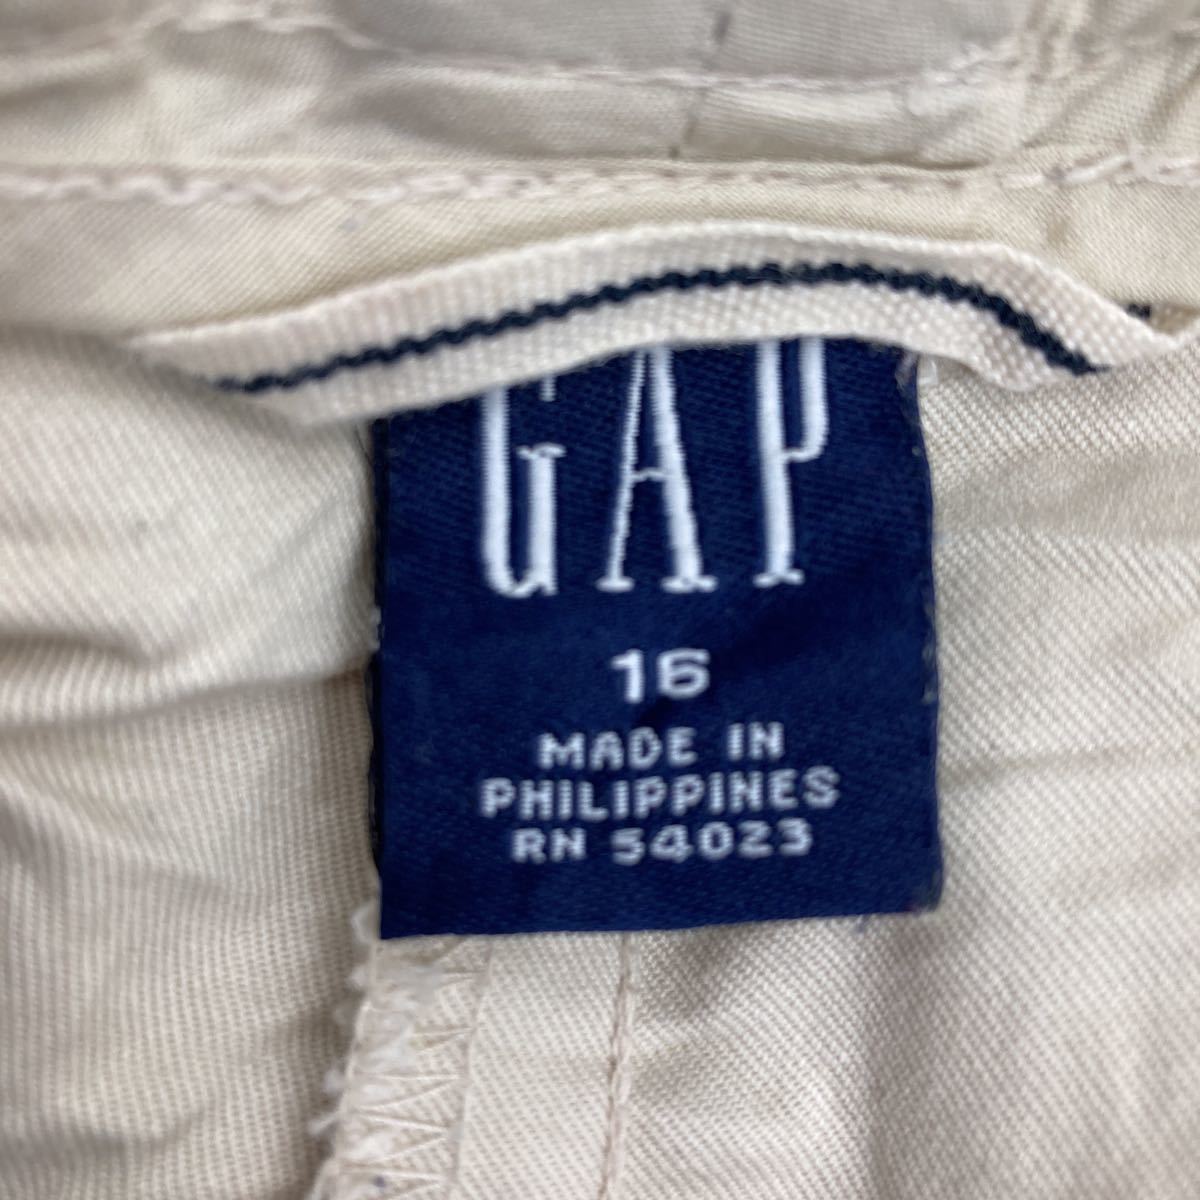 GAP
16
MADE IN
PHILIPPINES
RN 54023